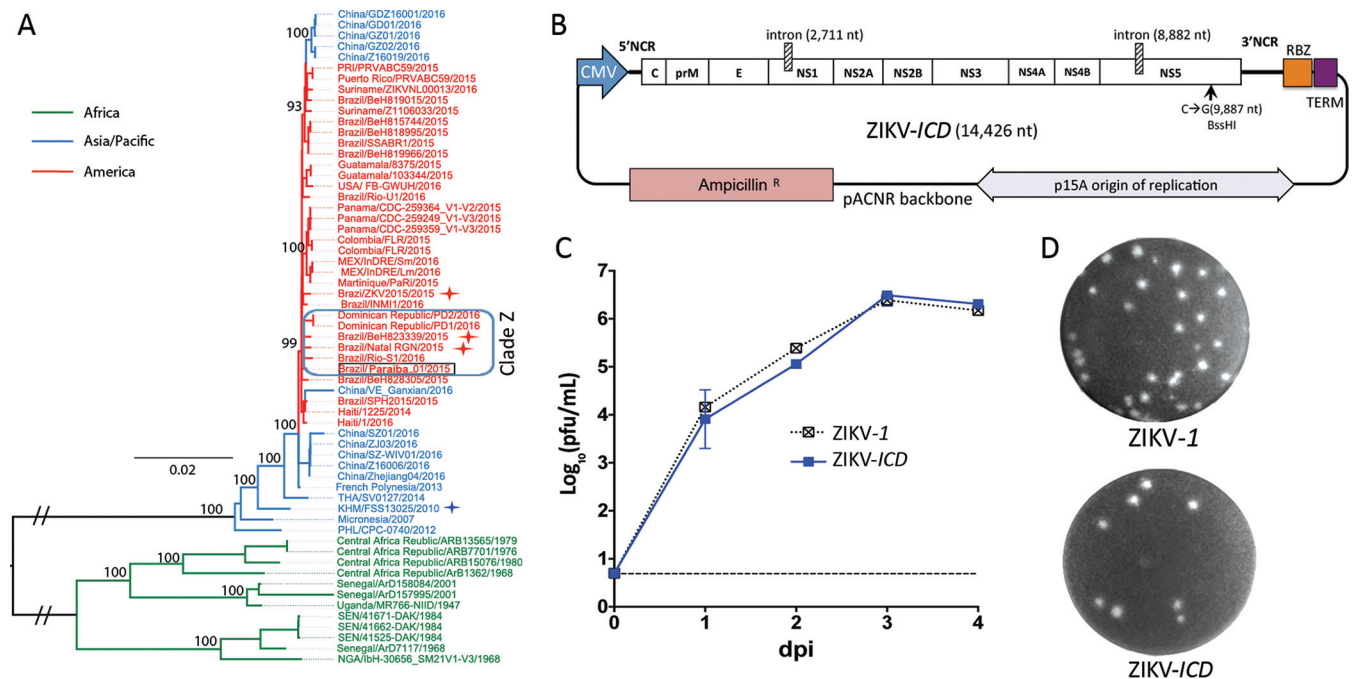 A
China/GDZ16001/2016
China/GD01/2016
China/GZ01/2016
China/GZ02/2016
China/Z16019/2016
PRI/PRVABC59/2015
Puerto Rico/PRVABC59/2015
Suriname/ZIKVNL00013/2016
Brazil/BeH819015/2015
Suriname/Z1106033/2015
Brazil/BeH815744/2015
Brazil/BeH818995/2015
Brazil/SSABR1/2015
Brazil/BeH819966/2015
Guatamala/8375/2015
Guatamala/103344/2015
USA/ FB-GWUH/2016
Brazil/Rio-U1/2016
Panama/CDC-259364_V1-V2/2015
Panama/CDC-259249_V1-V3/2015
Panama/CDC-259359_V1-V3/2015
Colombia/FLR/2015
Colombia/FLR/2015
MEX/InDRE/Sm/2016
MEX/InDRE/Lm/2016
Martinique/PaRi/2015
Brazi/ZKV2015/2015
Brazil/INMI1/2016
Dominican Republic/PD2/2016
Dominican Republic/PD1/2016
Brazil/BeH823339/2015
Brazil/Natal RGN/2015
Brazil/Rio-S1/2016
Brazil/Paraiba_01/2015
Brazil/BeH828305/2015
China/VE_Ganxian/2016
Brazil/SPH2015/2015
Haiti/1225/2014
Haiti/1/2016
China/SZ01/2016
China/ZJ03/2016
China/SZ-WIV01/2016
China/Z16006/2016
China/Zhejiang04/2016
French Polynesia/2013
THA/SV0127/2014
KHM/FSS13025/2010
Micronesia/2007
PHL/CPC-0740/2012
Central Africa Reublic/ARB13565/1979
Central Africa Republic/ARB7701/1976
Central Africa Republic/ARB15076/1980
Central Africa Republic/ArB1362/1968
Senegal/ArD158084/2001
Senegal/ArD157995/2001
Uganda/MR766-NIID/1947
SEN/41671-DAK/1984
SEN/41662-DAK/1984
SEN/41525-DAK/1984
Senegal/ArD7117/1968
NGA/IbH-30656_SM21V1-V3/1968
Clade Z
Africa
Asia/Pacific
America
100
93
100
99
100
100
100
100
100
100
100
0.02
B
intron (2,711 nt)
intron (8,882 nt)
5'NCR
3'NCR
RBZ
CMV
C
prM
E
NS1
NS2A
NS2B
NS3
NS4A
NS4B
NS5
TERM
C→G(9,887 nt)
BssHI
ZIKV-ICD (14,426 nt)
Ampicillin R
pACNR backbone
p15A origin of replication
C
7
6
5
4
3
2
1
0
Log10(pfu/mL)
0
1
2
3
4
dpi
ZIKV-1
ZIKV-ICD
D
ZIKV-1
ZIKV-ICD